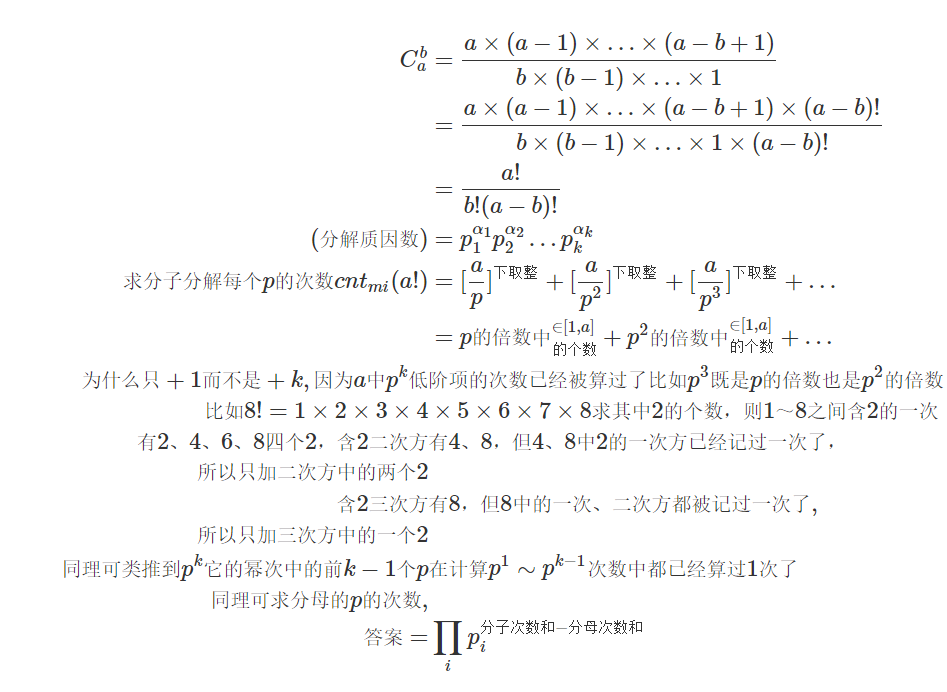 C_a^b = \frac{a × (a − 1) × … × (a − b + 1)}{b × (b − 1) × … × 1}
= \frac{a × (a − 1) × … × (a − b + 1) × (a − b)!}{b × (b − 1) × … × 1 × (a − b)!}
= \frac{a!}{b!(a − b)!}
(分解质因数) = p_1^{α_1} p_2^{α_2} … p_k^{α_k}
求分子分解每个p的次数cnt_{mi}(a!) = [\frac{a}{p}]^{下取整} + [\frac{a}{p^2}]^{下取整} + [\frac{a}{p^3}]^{下取整} + …
= p的倍数中_{的个数}^{∈[1,a]} + p^2的倍数中_{的个数}^{∈[1,a]} + …
为什么只 + 1而不是 + k, 因为a中p^k低阶项的次数已经被算过了比如p^3既是p的倍数也是p^2的倍数
比如8! = 1 × 2 × 3 × 4 × 5 × 6 × 7 × 8求其中2的个数，则1～8之间含2的一次
有2、4、6、8四个2，含2二次方有4、8，但4、8中2的一次方已经记过一次了，
所以只加二次方中的两个2
含2三次方有8，但8中的一次、二次方都被记过一次了,
所以只加三次方中的一个2
同理可类推到p^k它的幂次中的前k − 1个p在计算p^1 ∼ p^{k−1}次数中都已经算过1次了
同理可求分母的p的次数,
答案 = \prod_i p_i^{分子次数和−分母次数和}